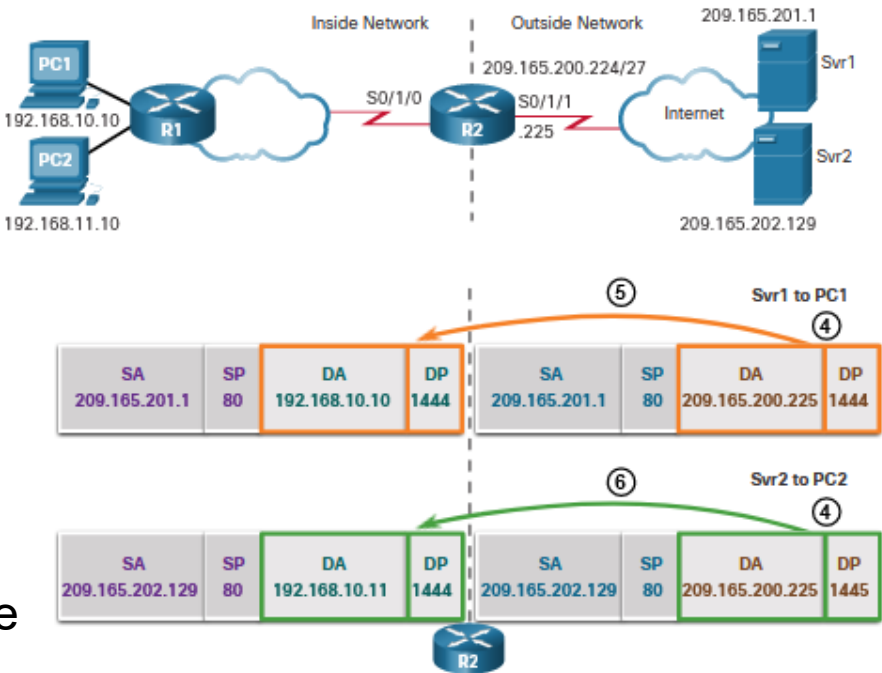 Inside Network
Outside Network
209.165.201.1
PC1
Svr1
209.165.200.224/27
192.168.10.10
R1
S0/1/0
R2
S0/1/1
.225
Internet
PC2
Svr2
192.168.11.10
209.165.202.129
⑤
Svr1 to PC1
④
SA SP DA DP SA SP DA DP
209.165.201.1 80 192.168.10.10 1444 209.165.201.1 80 209.165.200.225 1444
⑥
Svr2 to PC2
④
SA SP DA DP SA SP DA DP
209.165.202.129 80 192.168.10.11 1444 209.165.202.129 80 209.165.200.225 1445
e
R2